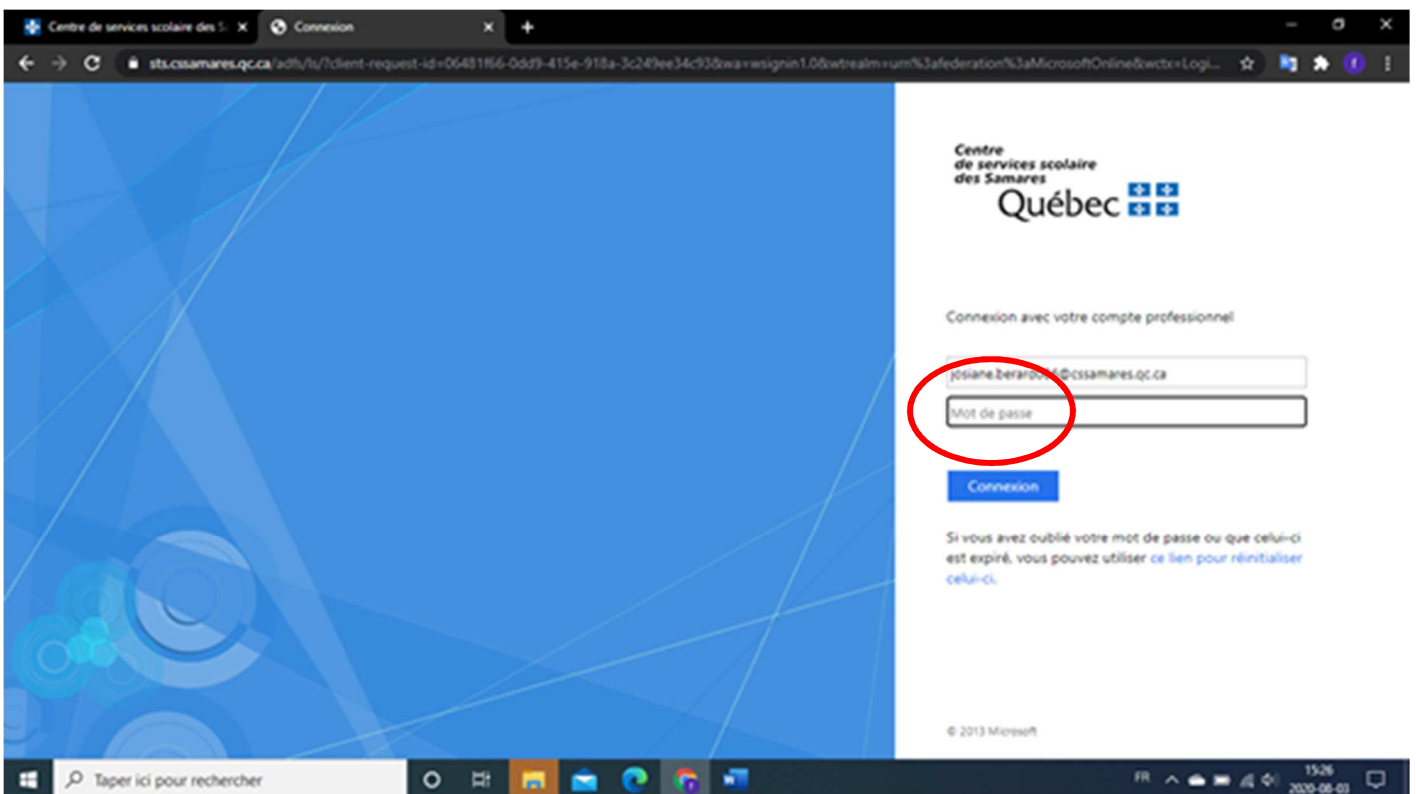 Centre de services scolaire des S
Connexion
sts.cssamares.qc.ca/adfs/ls/?client-request-id=06481f66-0dd9-415e-918a-3c249ee34c93&wa=wsignin1.0&wtrealm=urn%3afederation%3aMicrosoftOnline&wctx=Logi...
Centre
de services scolaire
des Samares
Québec
Connexion avec votre compte professionnel
@cssamares.qc.ca
Mot de passe
Connexion
Si vous avez oublié votre mot de passe ou que celui-ci
est expiré, vous pouvez utiliser ce lien pour réinitialiser
celui-ci.
© 2013 Microsoft
Taper ici pour rechercher
FR
15:26
2020-08-03